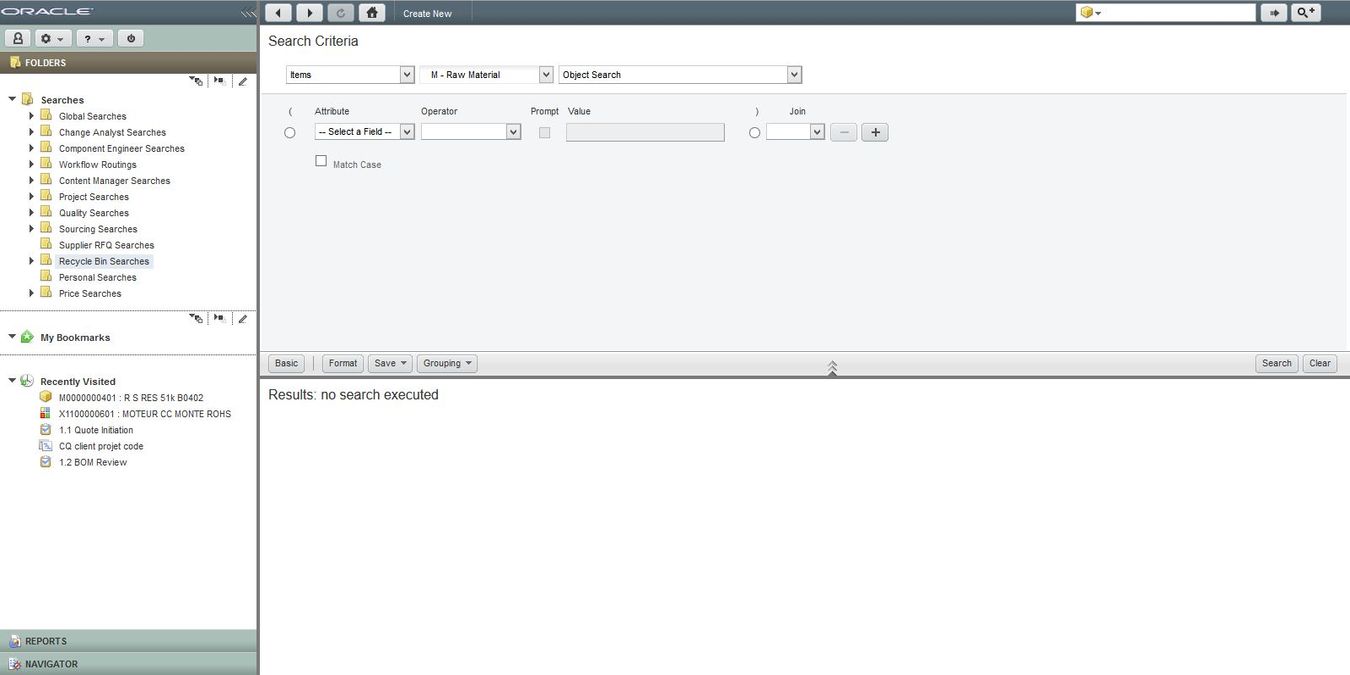 ORACLE
Create New
FOLDERS
Searches
Global Searches
Change Analyst Searches
Component Engineer Searches
Workflow Routings
Content Manager Searches
Project Searches
Quality Searches
Sourcing Searches
Supplier RFQ Searches
Recycle Bin Searches
Personal Searches
Price Searches
My Bookmarks
Recently Visited
M0000000401 : R S RES 51k B0402
X1100000601 : MOTEUR CC MONTE ROHS
1.1 Quote Initiation
CQ client projet code
1.2 BOM Review
REPORTS
NAVIGATOR
Search Criteria
Items M - Raw Material Object Search
( Attribute Operator Prompt Value ) Join
-- Select a Field --
Match Case
Basic Format Save Grouping Search Clear
Results: no search executed